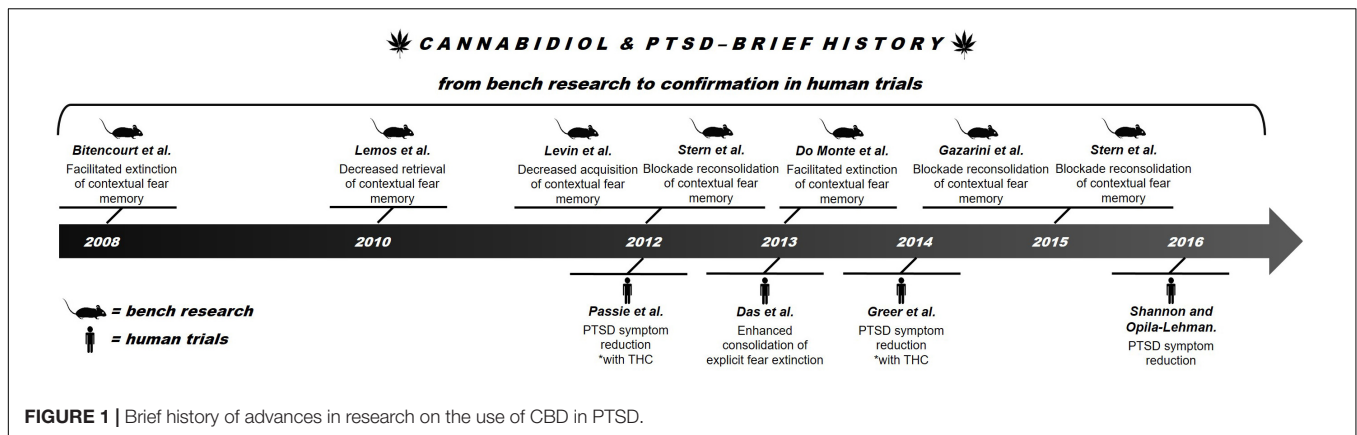 CANNABIDIOL & PTSD–BRIEF HISTORY
from bench research to confirmation in human trials
Bitencourt et al.
Facilitated extinction
of contextual fear
memory
Lemos et al.
Decreased retrieval
of contextual fear
memory
Levin et al.
Decreased acquisition
of contextual fear
memory
Stern et al.
Blockade reconsolidation
of contextual fear
memory
Do Monte et al.
Facilitated extinction
of contextual fear
memory
Gazarini et al.
Blockade reconsolidation
of contextual fear
memory
Stern et al.
Blockade reconsolidation
of contextual fear
memory
2008
2010
2012
2013
2014
2015
2016
= bench research
= human trials
Passie et al.
PTSD symptom
reduction
*with THC
Das et al.
Enhanced
consolidation of
explicit fear extinction
Greer et al.
PTSD symptom
reduction
*with THC
Shannon and
Opila-Lehman.
PTSD symptom
reduction
FIGURE 1 | Brief history of advances in research on the use of CBD in PTSD.